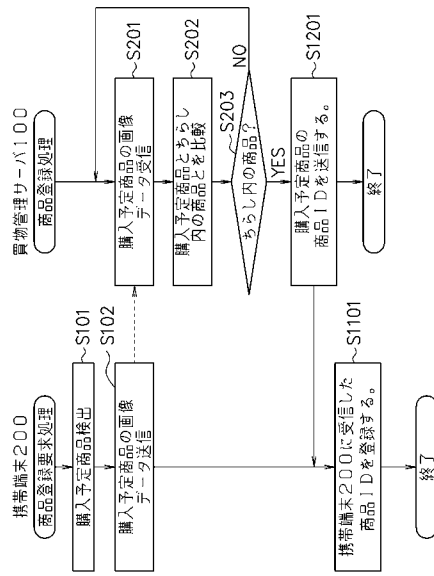 携帯端末200
商品登録要求処理
購入予定商品検出
S101
購入予定商品の画像
データ送信
S102
携帯端末200に受信した
商品IDを登録する。
S1101
終了
買物管理サーバ100
商品登録処理
購入予定商品の画像
データ受信
S201
購入予定商品とちらし
内の商品とを比較
S202
ちらし内の商品?
S203
NO
YES
購入予定商品の
商品IDを送信する。
S1201
終了